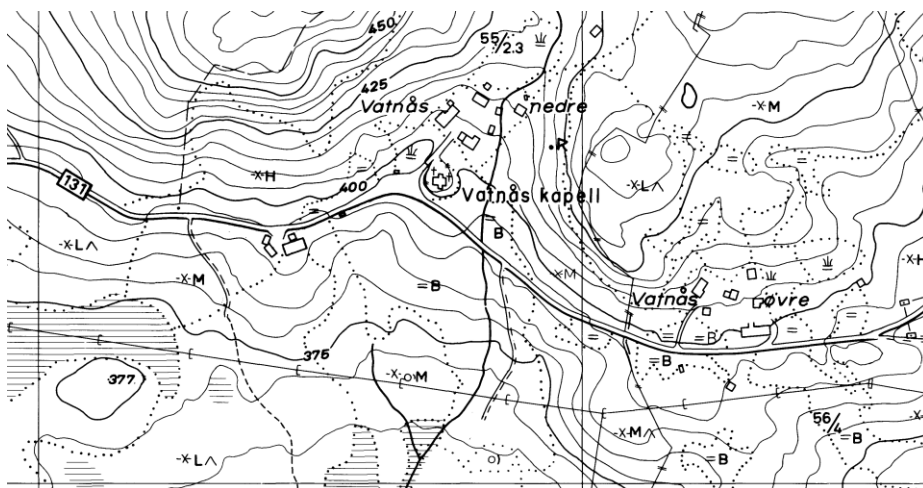 450
55/2.3
425
Vatnås nedre
-X-M
R
131
-X-H
400
Vatnås kapell
-X-L
B
-X-L
-X-M
-X-M
-X-H
B
Vatnås øvre
B
375
B
377
-X-M
56/4
-X-M
B
-X-L
B